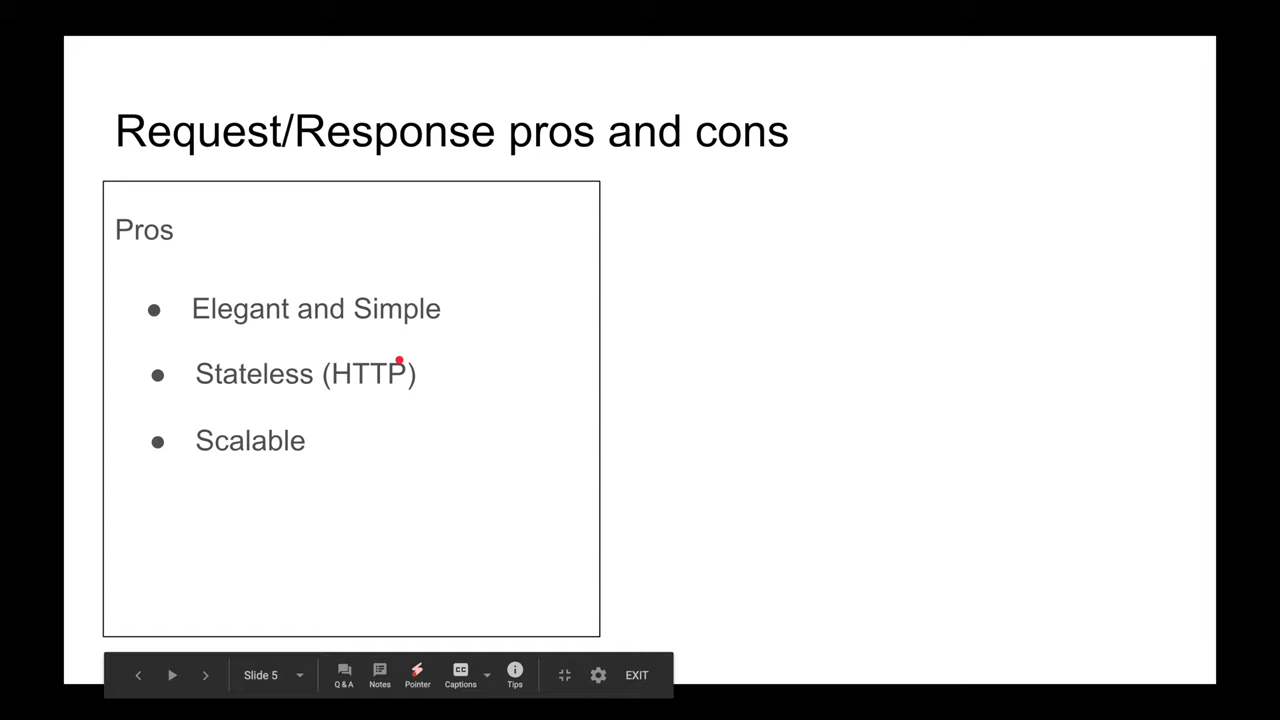 Request/Response pros and cons
Pros
● Elegant and Simple
● Stateless (HTTP)
● Scalable
Slide 5
Q & A
Notes
Pointer
CC
Captions
Tips
EXIT